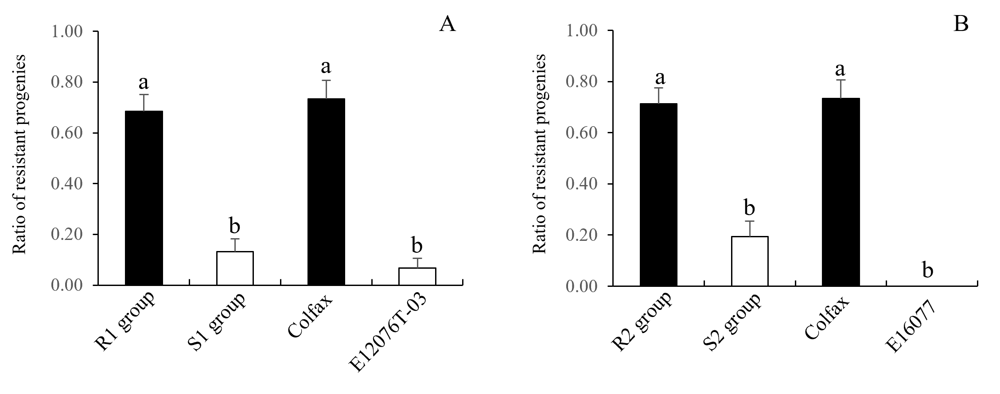 A
Ratio of resistant progenies
1.00
0.80
0.60
0.40
0.20
0.00
a
b
a
b
R1 group
S1 group
Colfax
E12076T-03
B
Ratio of resistant progenies
1.00
0.80
0.60
0.40
0.20
0.00
a
b
a
b
R2 group
S2 group
Colfax
E16077